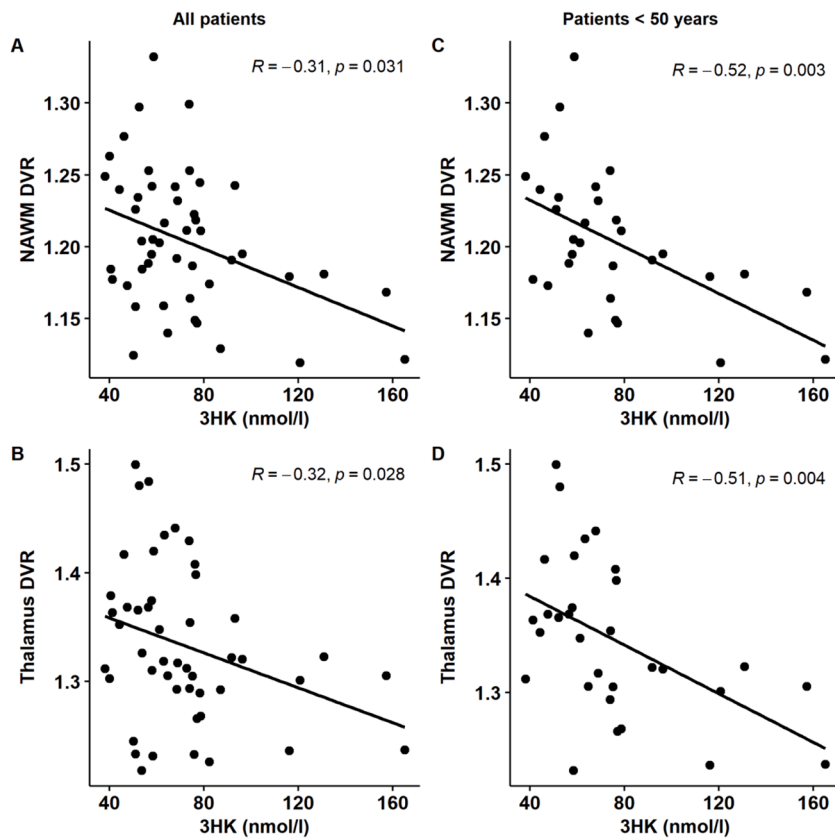 All patients
Patients < 50 years
A
R = −0.31, p = 0.031
NAWM DVR
1.30
1.25
1.20
1.15
40 80 120 160
3HK (nmol/l)
C
R = −0.52, p = 0.003
NAWM DVR
1.30
1.25
1.20
1.15
40 80 120 160
3HK (nmol/l)
B
R = −0.32, p = 0.028
Thalamus DVR
1.5
1.4
1.3
40 80 120 160
3HK (nmol/l)
D
R = −0.51, p = 0.004
Thalamus DVR
1.5
1.4
1.3
40 80 120 160
3HK (nmol/l)